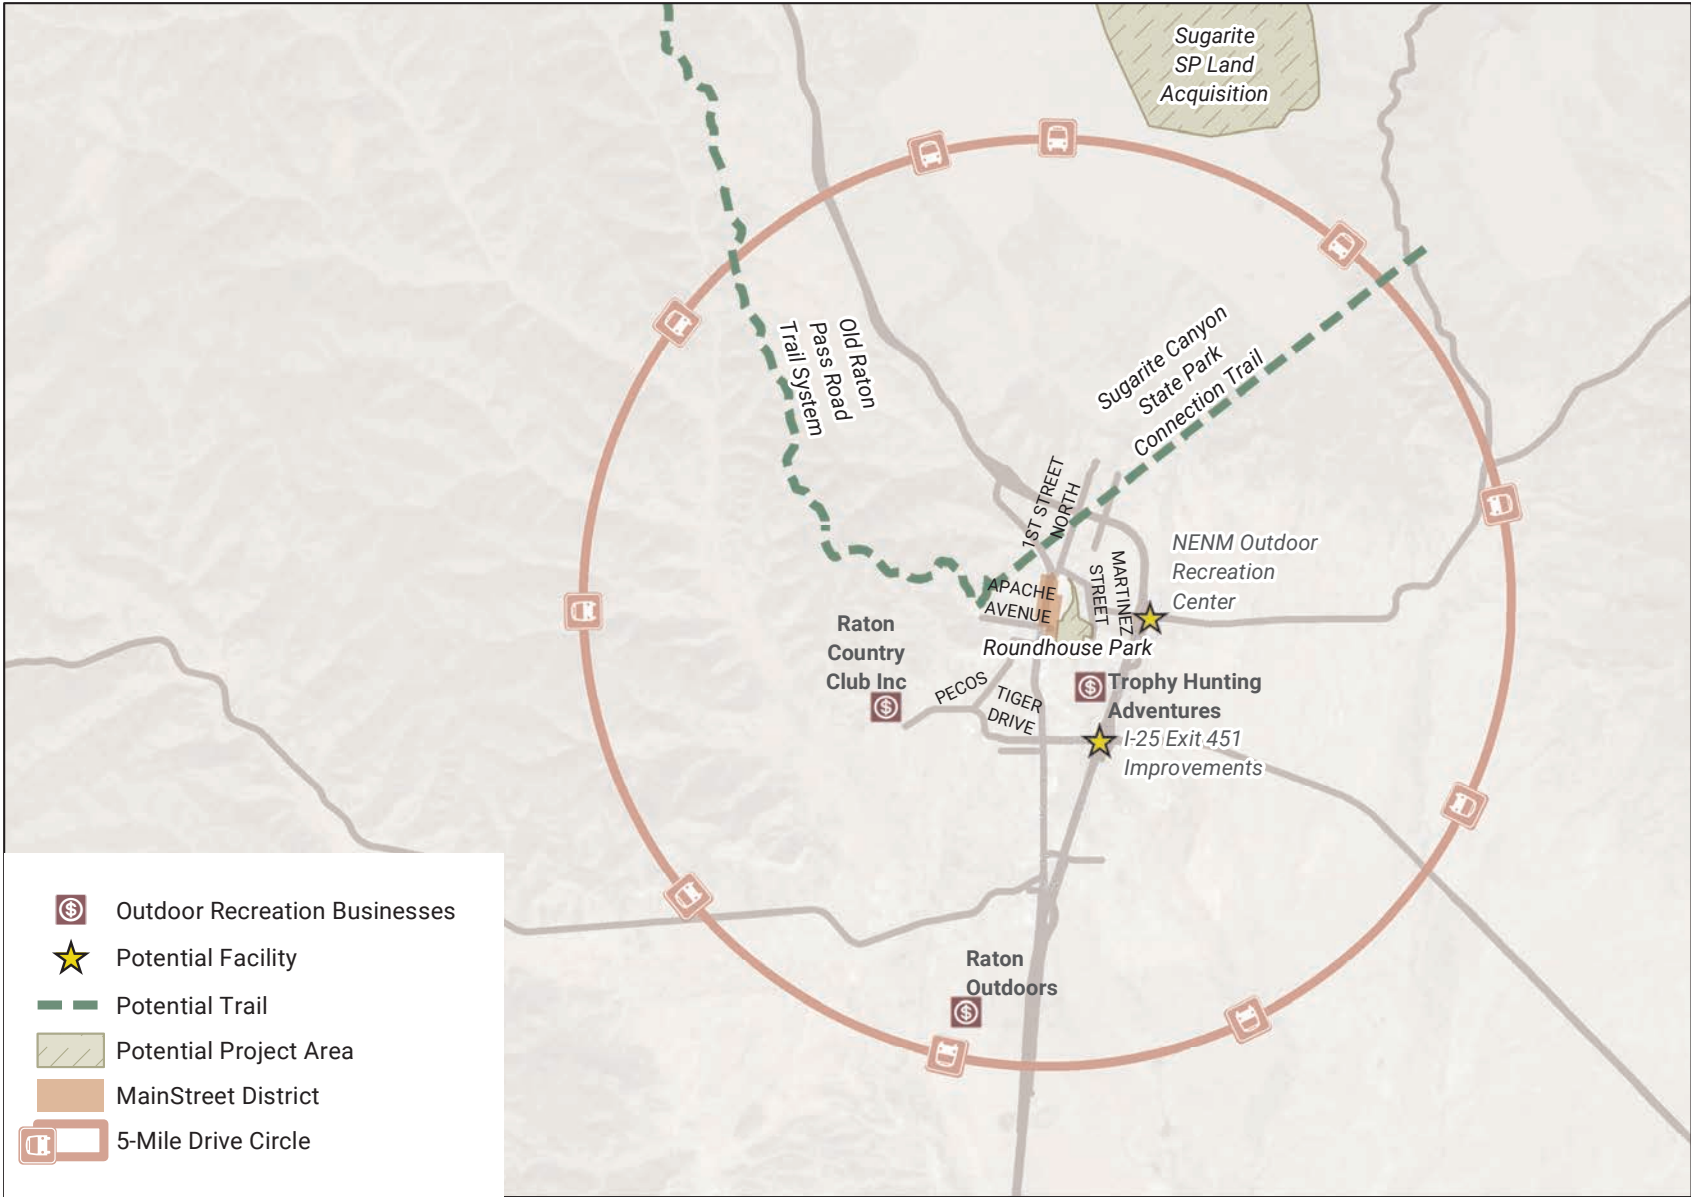 Sugarite
SP Land
Acquisition
Old Raton
Pass Road
Trail System
Sugarite Canyon
State Park
Connection Trail
1ST STREET
NORTH
NENM Outdoor
Recreation
Center
MARTINEZ
STREET
APACHE
AVENUE
Raton
Country
Club Inc
Roundhouse Park
PECOS
TIGER
DRIVE
Trophy Hunting
Adventures
I-25 Exit 451
Improvements
Raton
Outdoors
Outdoor Recreation Businesses
Potential Facility
Potential Trail
Potential Project Area
MainStreet District
5-Mile Drive Circle